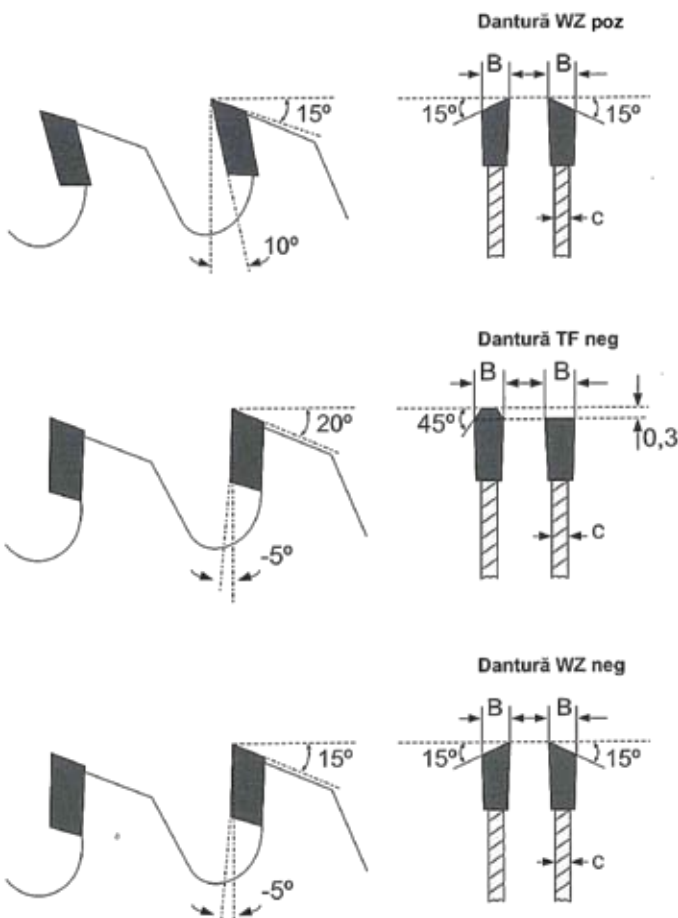 Dantură WZ poz
B B
15º 15º 15º
10º
c
Dantură TF neg
B B
20º 45º 0,3
-5º
c
Dantură WZ neg
B B
15º 15º 15º
-5º
c